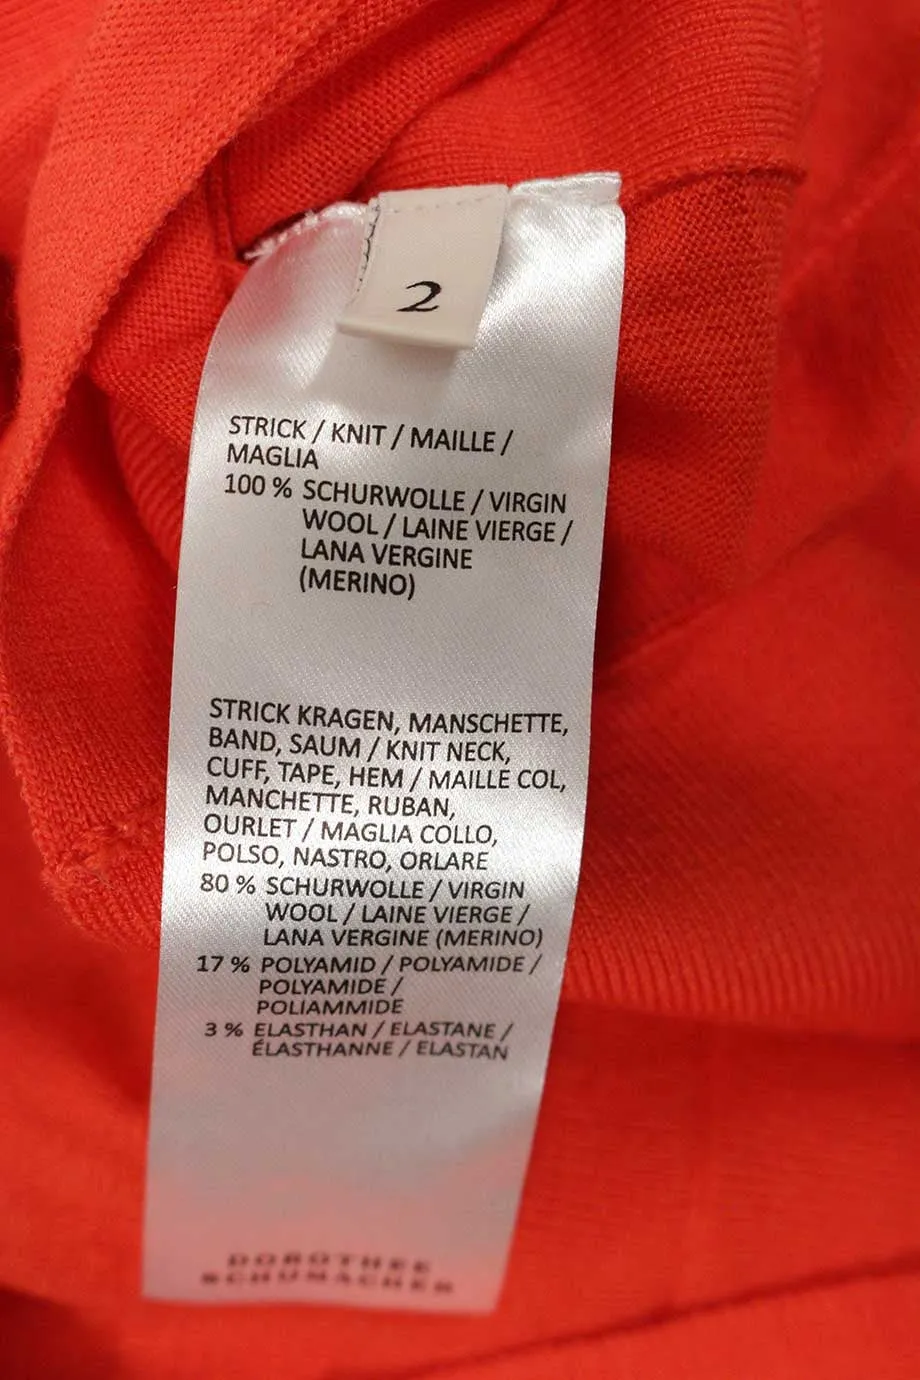 2
STRICK / KNIT / MAILLE /
MAGLIA
100 % SCHURWOLLE / VIRGIN
WOOL / LAINE VIERGE /
LANA VERGINE
(MERINO)
STRICK KRAGEN, MANSCHETTE,
BAND, SAUM / KNIT NECK,
CUFF, TAPE, HEM / MAILLE COL,
MANCHETTE, RUBAN,
OURLET / MAGLIA COLLO,
POLSO, NASTRO, ORLARE
80 % SCHURWOLLE / VIRGIN
WOOL / LAINE VIERGE /
LANA VERGINE (MERINO)
17 % POLYAMID / POLYAMIDE /
POLYAMIDE /
POLIAMMIDE
3 % ELASTHAN / ELASTANE /
ÉLASTHANNE / ELASTAN
DOROTHEE
SCHUMACHER